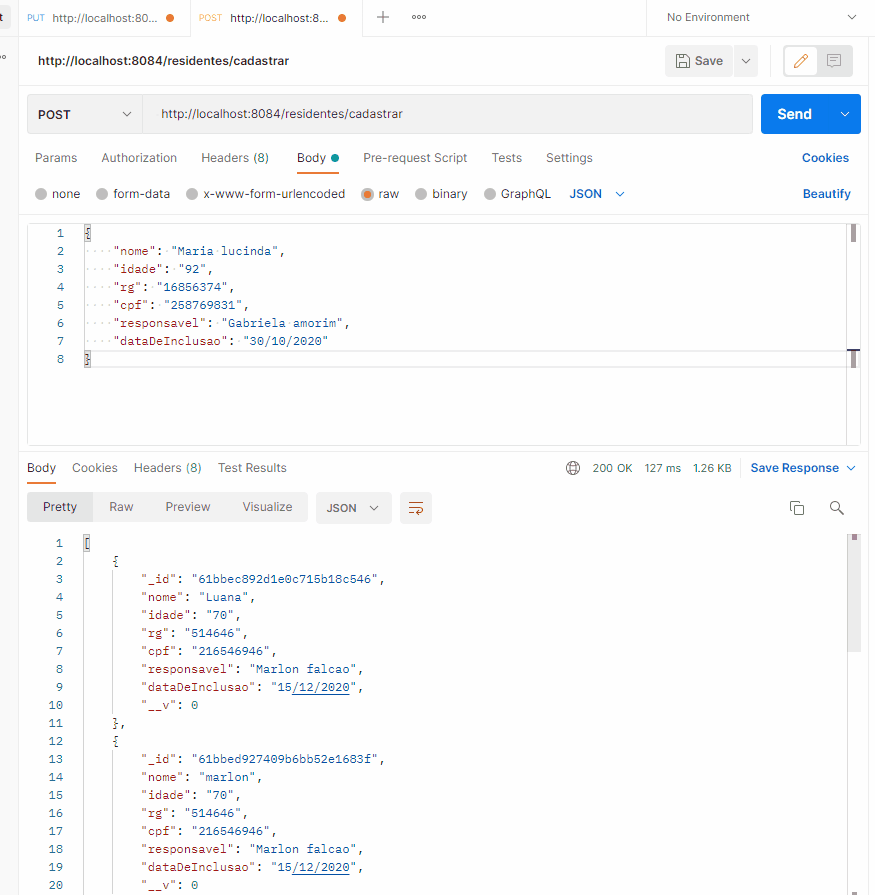 t PUT http://localhost:80... POST http://localhost:8... No Environment
http://localhost:8084/residentes/cadastrar Save
POST http://localhost:8084/residentes/cadastrar Send
Params Authorization Headers (8) Body Pre-request Script Tests Settings Cookies
none form-data x-www-form-urlencoded raw binary GraphQL JSON Beautify
1 {
2 "nome": "Maria lucinda",
3 "idade": "92",
4 "rg": "16856374",
5 "cpf": "258769831",
6 "responsavel": "Gabriela amorim",
7 "dataDeInclusao": "30/10/2020"
8 }
Body Cookies Headers (8) Test Results 200 OK 127 ms 1.26 KB Save Response
Pretty Raw Preview Visualize JSON
1 [
2 {
3 "_id": "61bbec892d1e0c715b18c546",
4 "nome": "Luana",
5 "idade": "70",
6 "rg": "514646",
7 "cpf": "216546946",
8 "responsavel": "Marlon falcao",
9 "dataDeInclusao": "15/12/2020",
10 "__v": 0
11 },
12 {
13 "_id": "61bbed927409b6bb52e1683f",
14 "nome": "marlon",
15 "idade": "70",
16 "rg": "514646",
17 "cpf": "216546946",
18 "responsavel": "Marlon falcao",
19 "dataDeInclusao": "15/12/2020",
20 "__v": 0